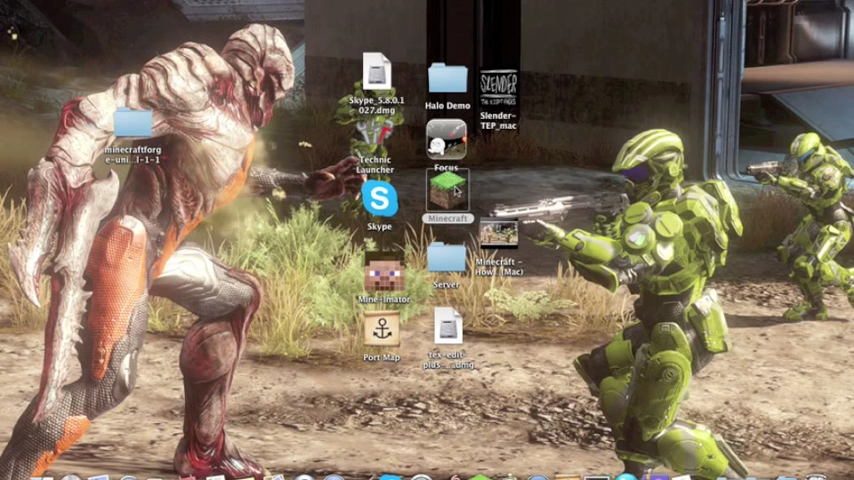 Skype_5.8.0.1
027.dmg
Halo Demo
SLENDER
Slender-
TEP_mac
minecraftforg
e-uni...l-1-1
Technic
Launcher
Focus
S
Skype
Minecraft
Minecraft -
How...(Mac)
Server
Mine-imator
Port Map
tex-edit-
plus-....dmg